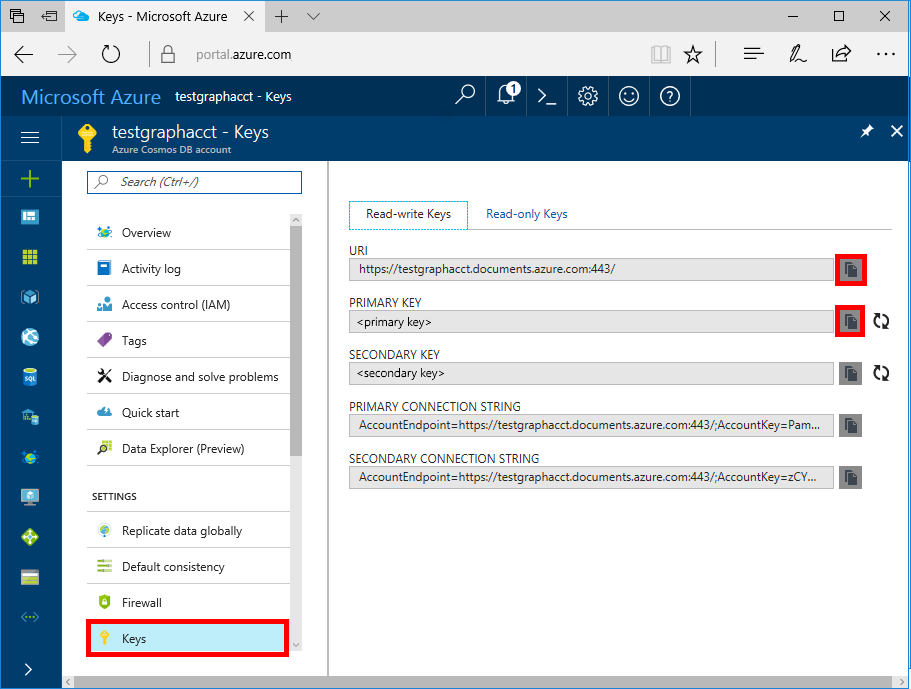 Keys - Microsoft Azure
portal.azure.com
Microsoft Azure testgraphacct - Keys
1
testgraphacct - Keys
Azure Cosmos DB account
Search (Ctrl+/)
Overview
Activity log
Access control (IAM)
Tags
Diagnose and solve problems
Quick start
Data Explorer (Preview)
SETTINGS
Replicate data globally
Default consistency
Firewall
Keys
SQL
Read-write Keys Read-only Keys
URI
https://testgraphacct.documents.azure.com:443/
PRIMARY KEY
<primary key>
SECONDARY KEY
<secondary key>
PRIMARY CONNECTION STRING
AccountEndpoint=https://testgraphacct.documents.azure.com:443/;AccountKey=Pam...
SECONDARY CONNECTION STRING
AccountEndpoint=https://testgraphacct.documents.azure.com:443/;AccountKey=zCY...